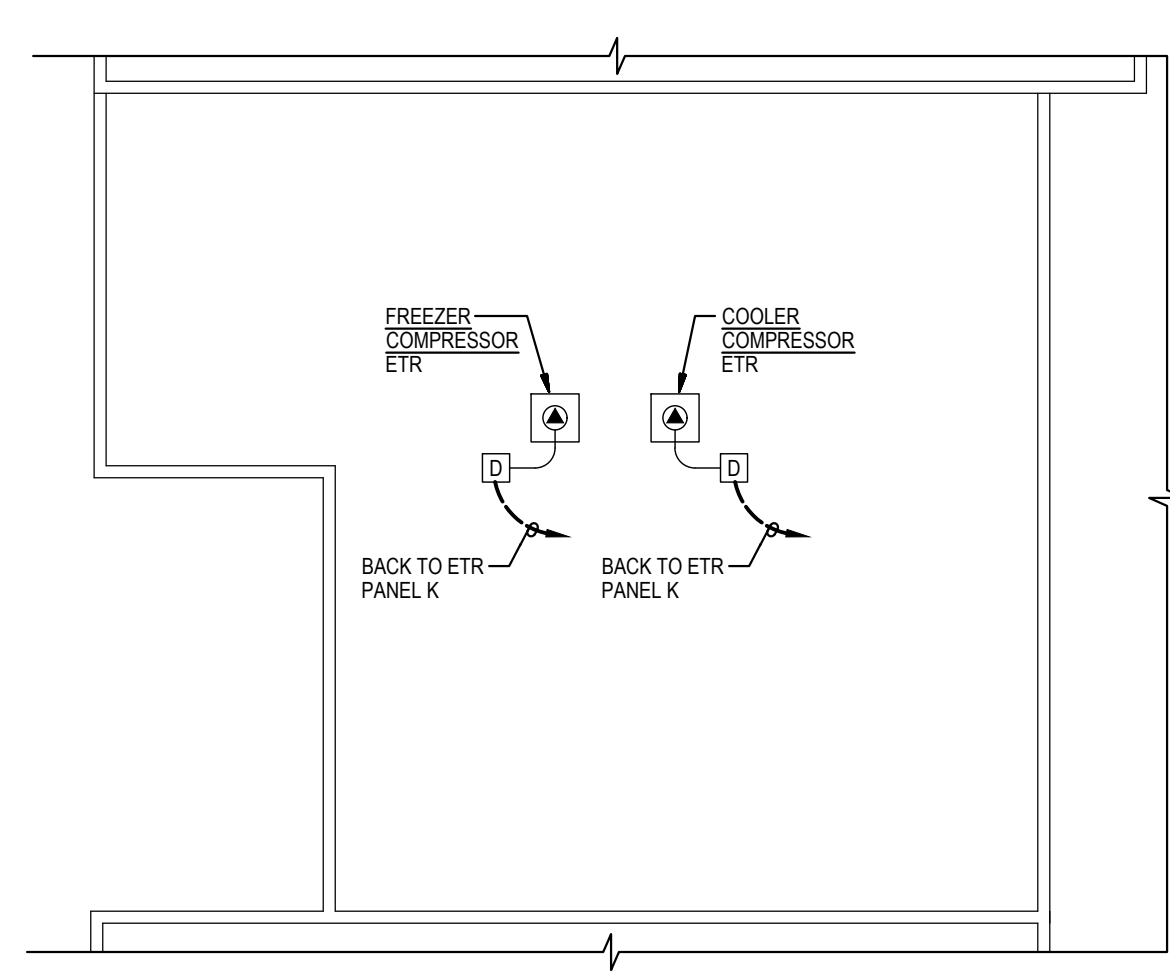 FREEZER
COMPRESSOR
ETR
COOLER
COMPRESSOR
ETR
D
D
BACK TO ETR
PANEL K
BACK TO ETR
PANEL K